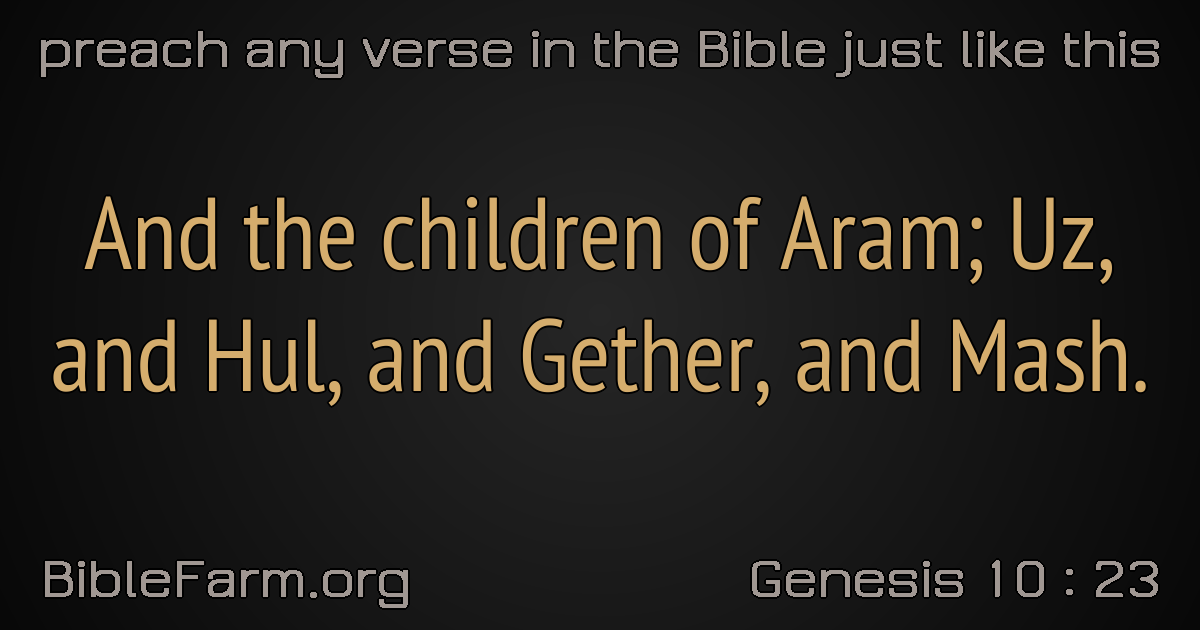 preach any verse in the Bible just like this
And the children of Aram; Uz,
and Hul, and Gether, and Mash.
BibleFarm.org
Genesis 10 : 23